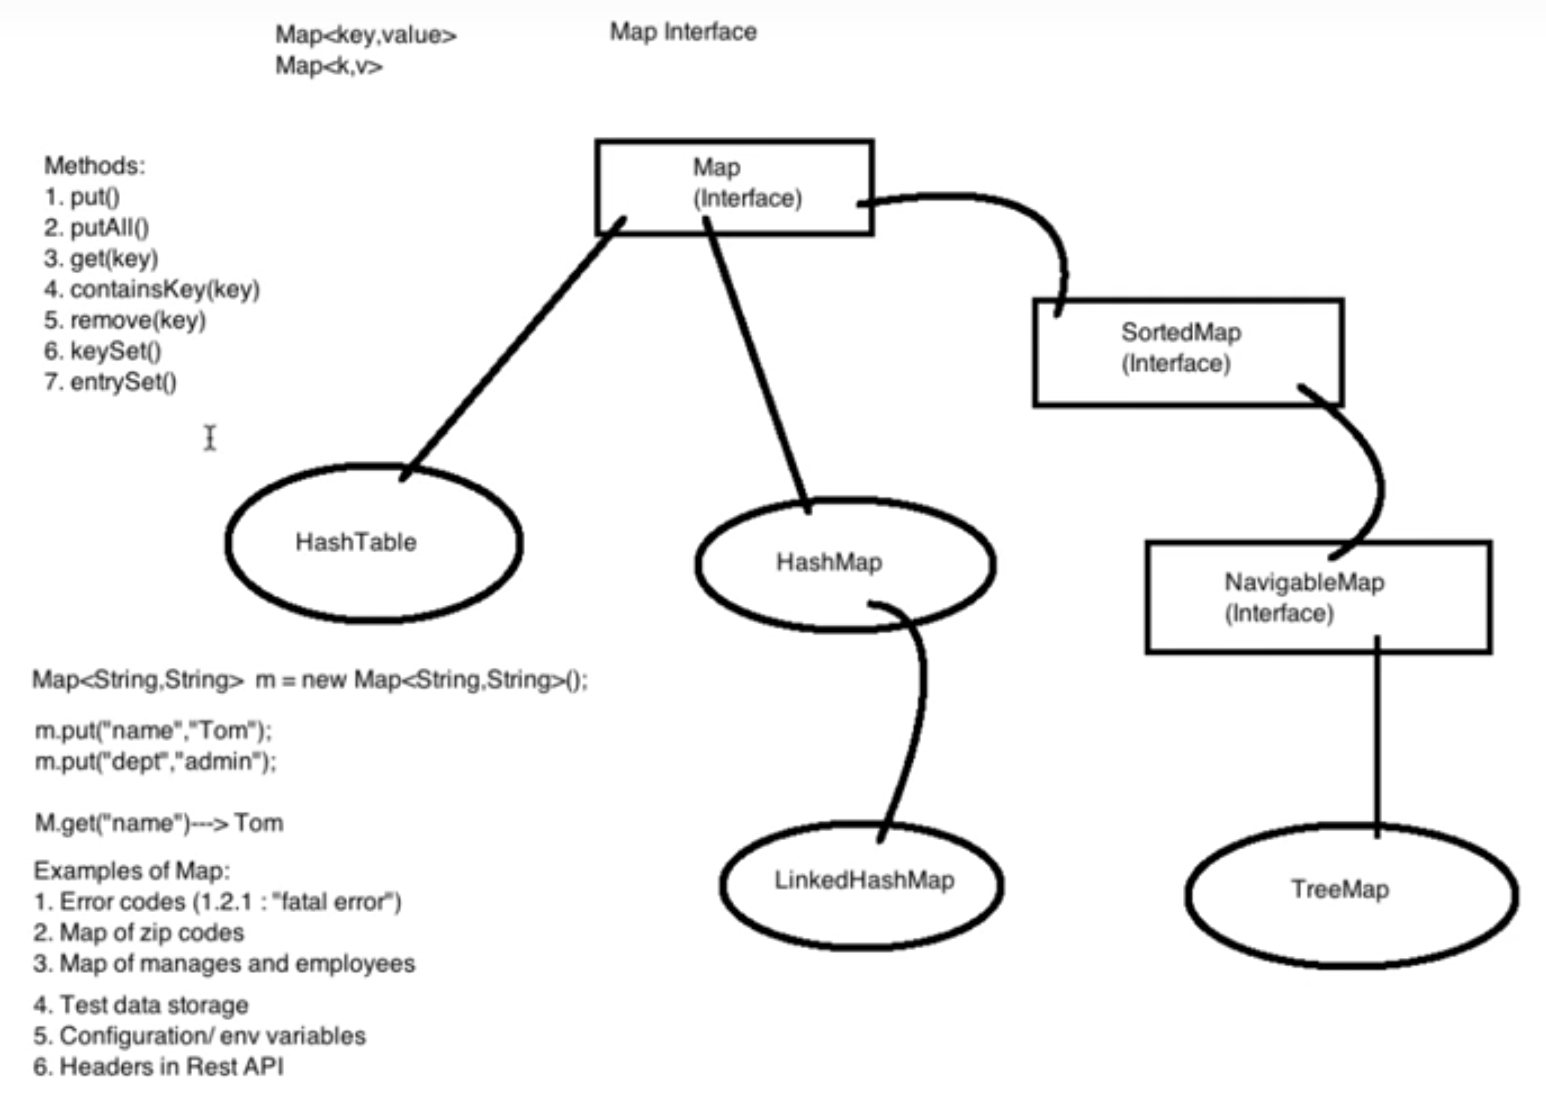 Map<key,value>
Map<k,v>
Map Interface
Methods:
1. put()
2. putAll()
3. get(key)
4. containsKey(key)
5. remove(key)
6. keySet()
7. entrySet()
Map
(Interface)
SortedMap
(Interface)
HashTable
HashMap
NavigableMap
(Interface)
LinkedHashMap
TreeMap
Map<String,String> m = new Map<String,String>();
m.put("name","Tom");
m.put("dept","admin");
M.get("name")---> Tom
Examples of Map:
1. Error codes (1.2.1 : "fatal error")
2. Map of zip codes
3. Map of manages and employees
4. Test data storage
5. Configuration/ env variables
6. Headers in Rest API